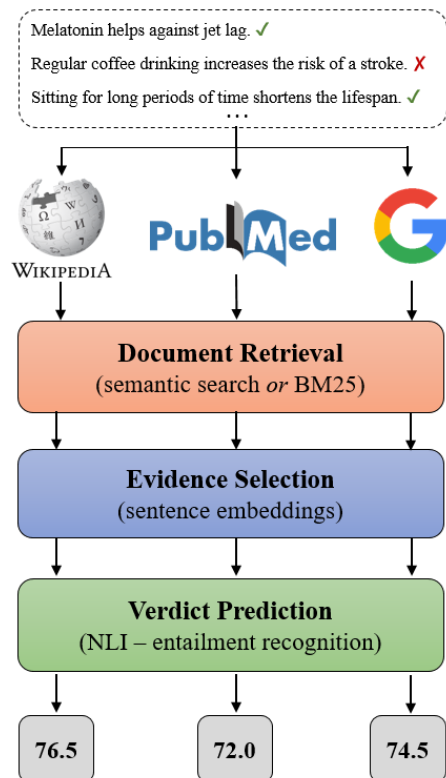 Melatonin helps against jet lag. ✓
Regular coffee drinking increases the risk of a stroke. ✗
Sitting for long periods of time shortens the lifespan. ✓
...
WIKIPEDIA
PubMed
G
Document Retrieval
(semantic search or BM25)
Evidence Selection
(sentence embeddings)
Verdict Prediction
(NLI – entailment recognition)
76.5
72.0
74.5